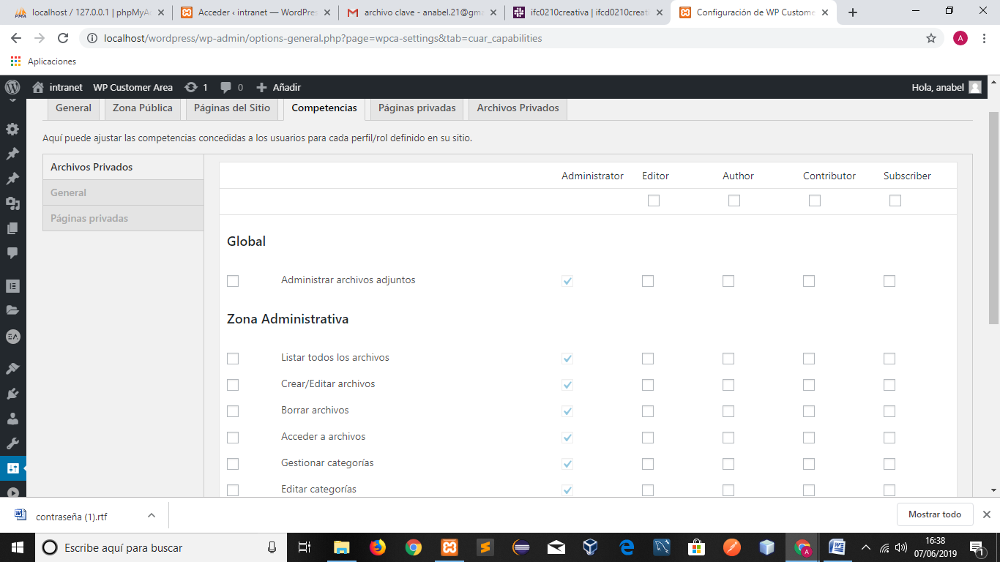 localhost / 127.0.0.1 | phpMyA
Acceder ‹ intranet — WordPres
archivo clave - anabel.21@gma
ifc0210creativa | ifcd0210creati
Configuración de WP Custome
localhost/wordpress/wp-admin/options-general.php?page=wpca-settings&tab=cuar_capabilities
A
Aplicaciones
intranet WP Customer Area 1 0 Añadir Hola, anabel
General Zona Pública Páginas del Sitio Competencias Páginas privadas Archivos Privados
Aquí puede ajustar las competencias concedidas a los usuarios para cada perfil/rol definido en su sitio.
Archivos Privados
General
Páginas privadas
Administrator Editor Author Contributor Subscriber
Global
Administrar archivos adjuntos
Zona Administrativa
Listar todos los archivos
Crear/Editar archivos
Borrar archivos
Acceder a archivos
Gestionar categorías
Editar categorías
contraseña (1).rtf
Mostrar todo
Escribe aquí para buscar
16:38
07/06/2019
1